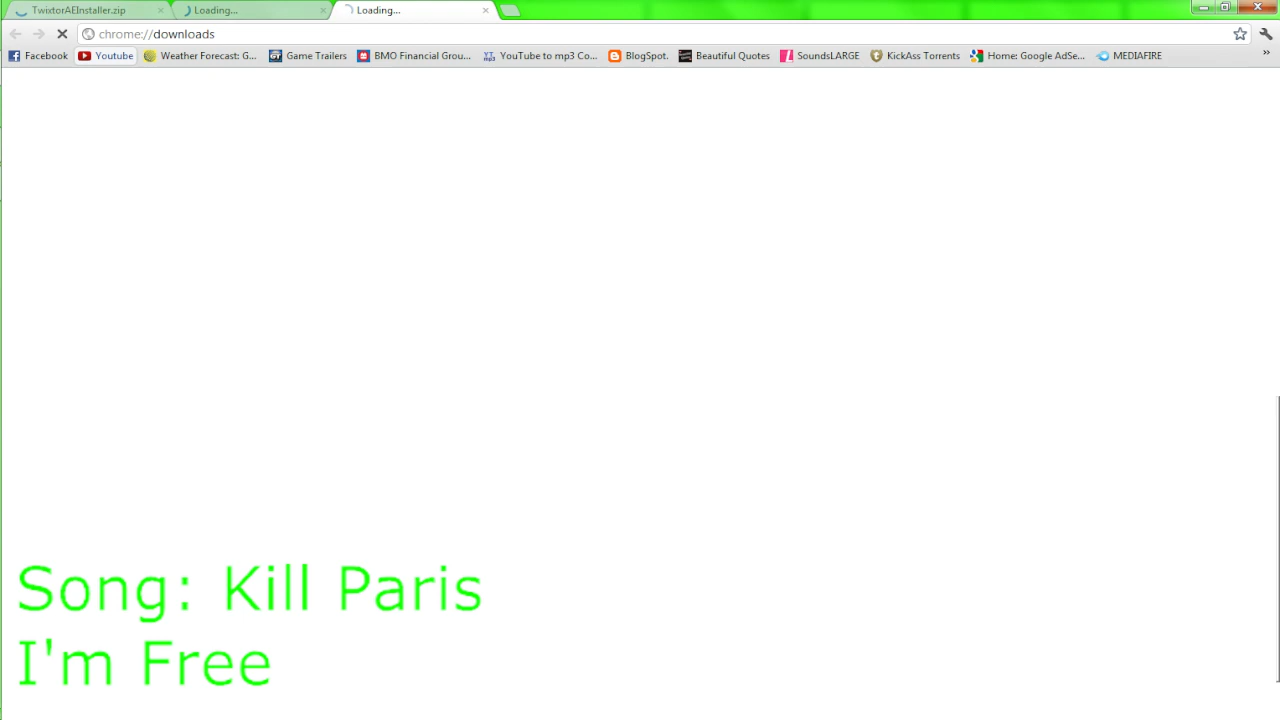 TwixtorAEInstaller.zip
Loading...
Loading...
chrome://downloads
Facebook
Youtube
Weather Forecast: G...
GT Game Trailers
BMO Financial Grou...
YouTube to mp3 Co...
BlogSpot.
Beautiful Quotes
SoundsLARGE
KickAss Torrents
Home: Google AdSe...
MEDIAFIRE
Song: Kill Paris
I'm Free